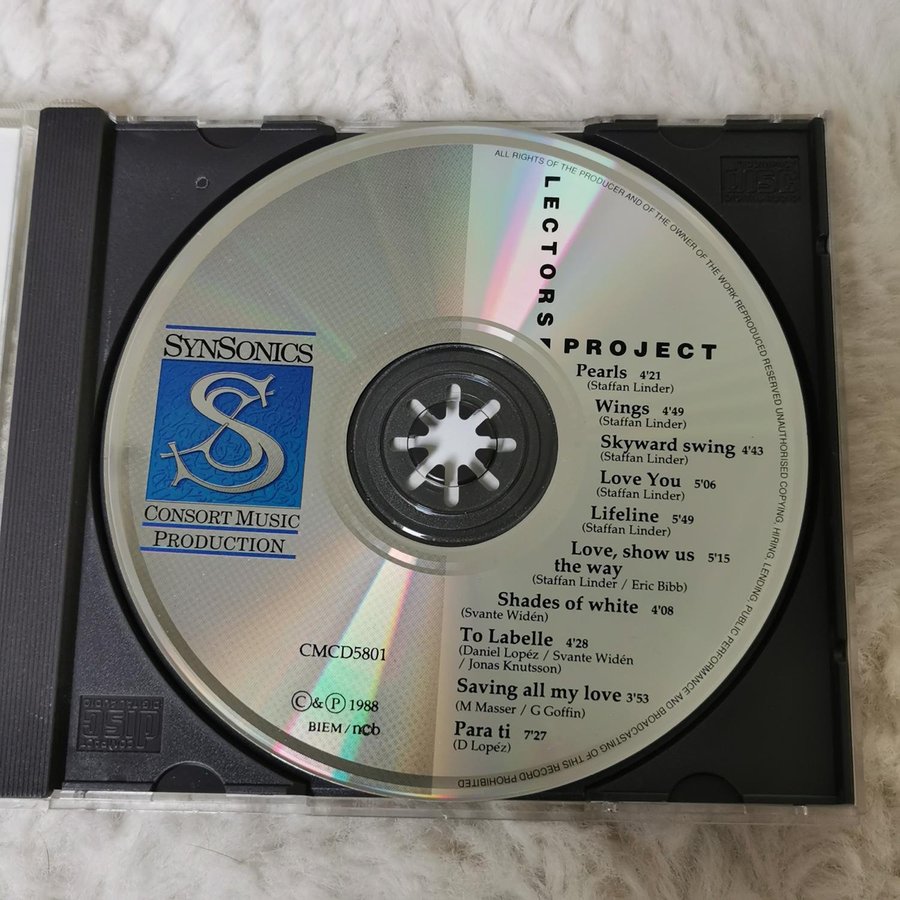 ALL RIGHTS OF THE PRODUCER AND OF THE OWNER OF THE WORK REPRODUCED RESERVED UNAUTHORISED COPYING, HIRING, LENDING, PUBLIC PERFORMANCE AND BROADCASTING OF THIS RECORD PROHIBITED
LECTORS
PROJECT
SYNSONICS
S
CONSORT MUSIC
PRODUCTION
Pearls 4'21
(Staffan Linder)
Wings 4'49
(Staffan Linder)
Skyward swing 4'43
(Staffan Linder)
Love You 5'06
(Staffan Linder)
Lifeline 5'49
(Staffan Linder)
Love, show us 5'15
the way
(Staffan Linder / Eric Bibb)
Shades of white 4'08
(Svante Widén)
To Labelle 4'28
(Daniel Lopéz / Svante Widén
/ Jonas Knutsson)
Saving all my love 3'53
(M Masser / G Goffin)
Para ti 7'27
(D Lopéz)
CMCD5801
©&℗ 1988
BIEM/ncb